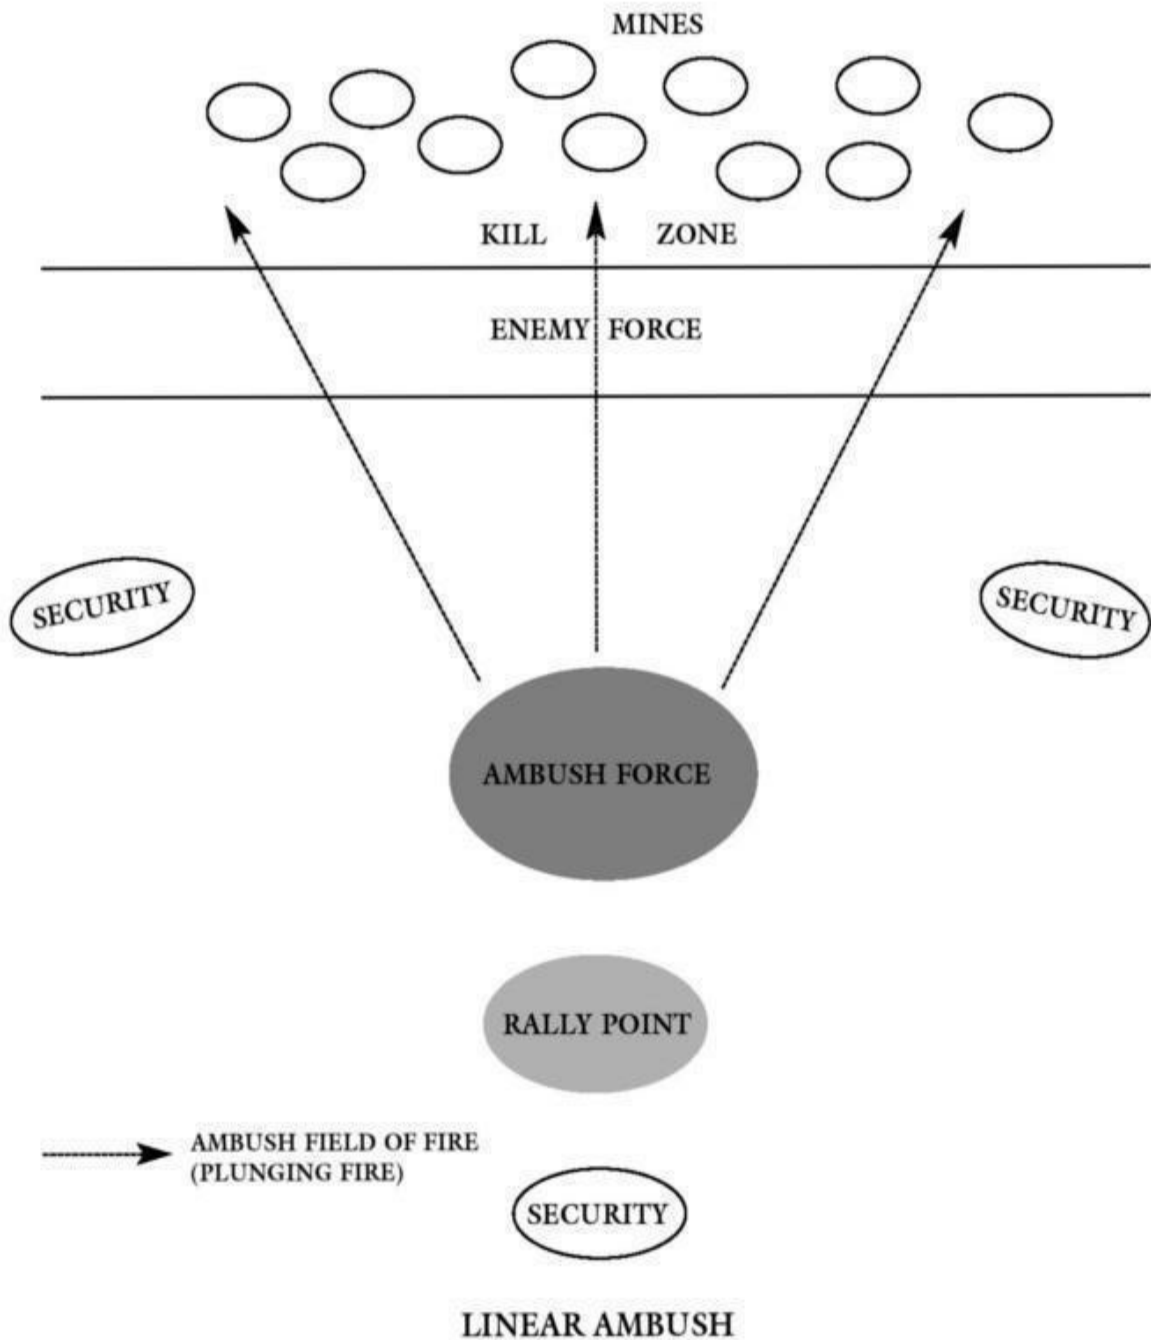 MINES
KILL ZONE
ENEMY FORCE
SECURITY
SECURITY
AMBUSH FORCE
RALLY POINT
AMBUSH FIELD OF FIRE
(PLUNGING FIRE)
SECURITY
LINEAR AMBUSH